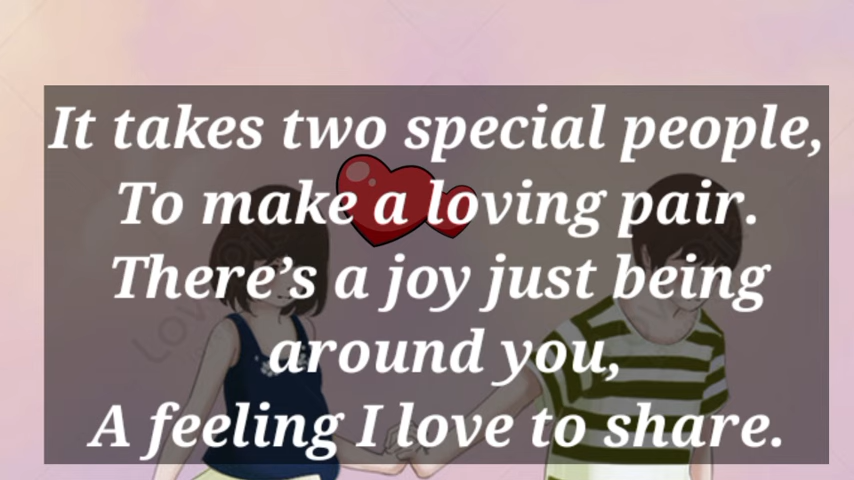 It takes two special people,
To make a loving pair.
There’s a joy just being
around you,
A feeling I love to share.